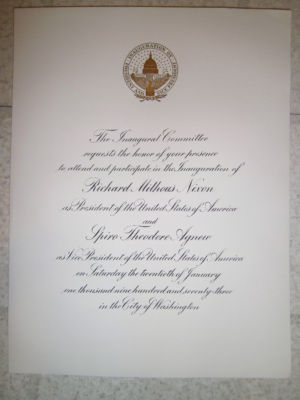 The Inaugural Committee
requests the honor of your presence
to attend and participate in the Inauguration of
Richard Milhous Nixon
as President of the United States of America
and
Spiro Theodore Agnew
as Vice President of the United States of America
on Saturday the twentieth of January
one thousand nine hundred and seventy-three
in the City of Washington